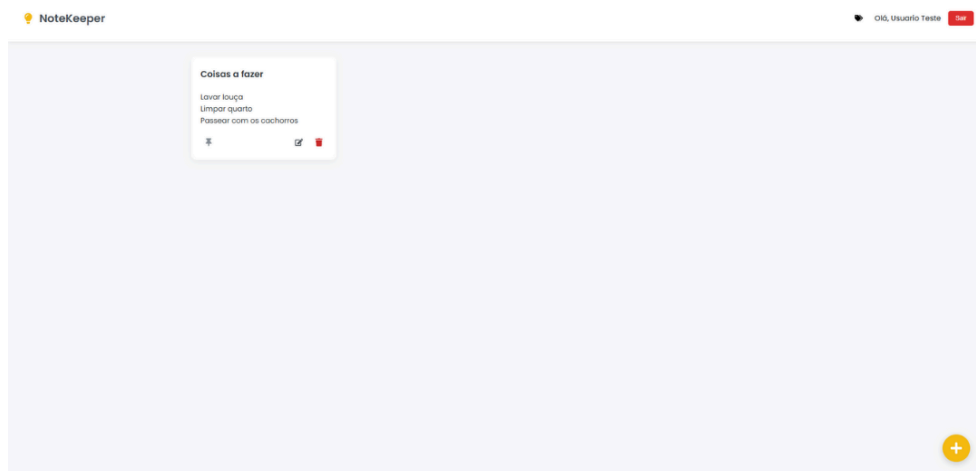 NoteKeeper
Olá, Usuario Teste
Sair
Coisas a fazer
Lavar louça
Limpar quarto
Passear com os cachorros